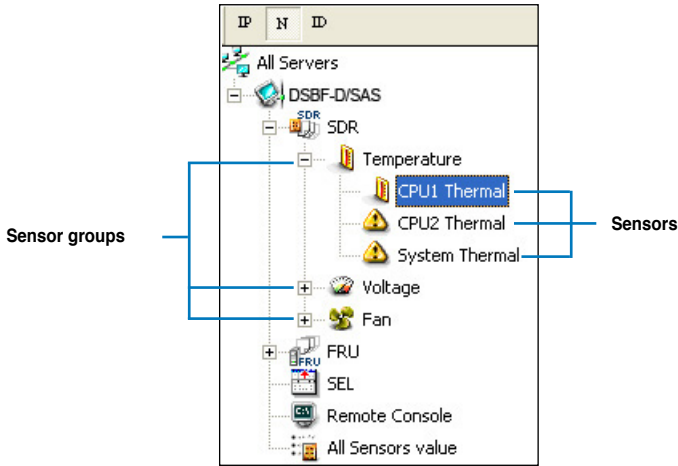 IP N ID
All Servers
DSBF-D/SAS
SDR
SDR
Temperature
CPU1 Thermal
CPU2 Thermal
System Thermal
Sensor groups
Sensors
Voltage
Fan
FRU
FRU
SEL
Remote Console
All Sensors value